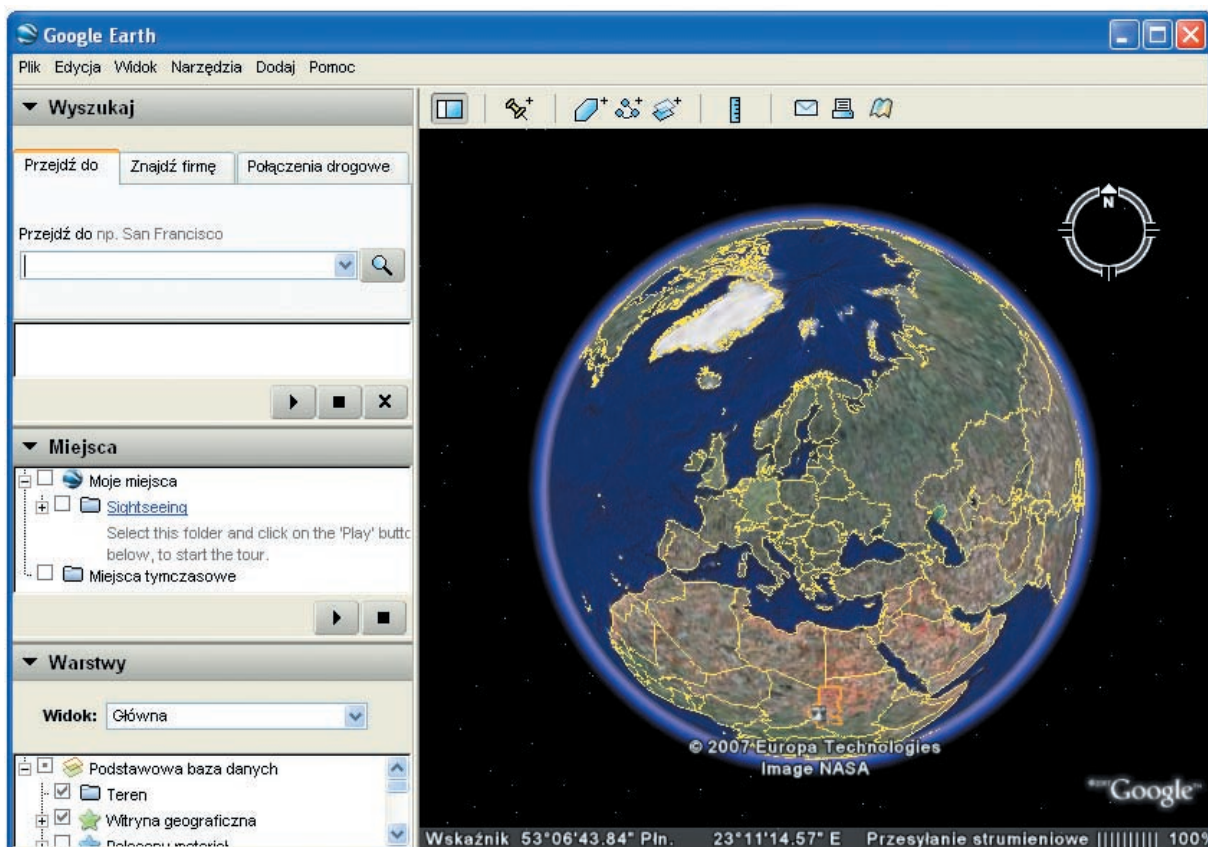 Google Earth
Plik Edycja Widok Narzędzia Dodaj Pomoc
Wyszukaj
Przejdź do Znajdź firmę Połączenia drogowe
Przejdź do np. San Francisco
Miejsca
Moje miejsca
Sightseeing
Select this folder and click on the 'Play' butto
below, to start the tour.
Miejsca tymczasowe
Warstwy
Widok: Główna
Podstawowa baza danych
Teren
Witryna geograficzna
N
© 2007 Europa Technologies
Image NASA
Google
Wskaźnik 53°06'43.84" Płn. 23°11'14.57" E Przesyłanie strumieniowe |||||||||| 100%